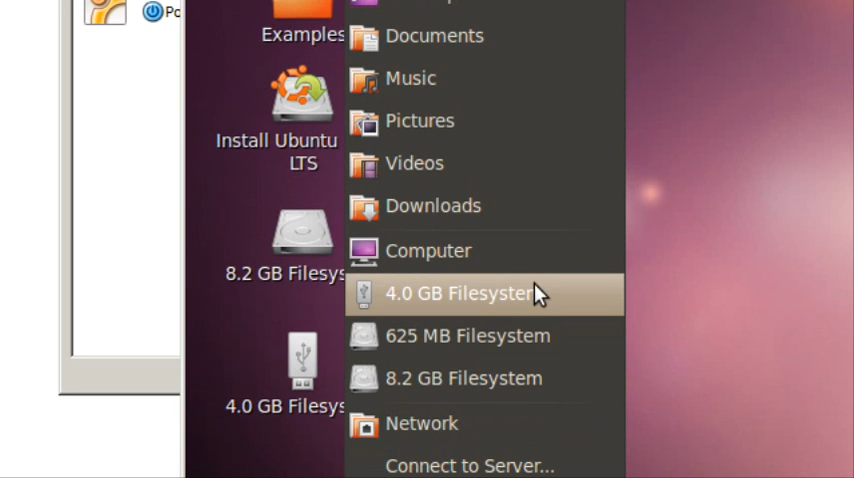 Po
Examples
Install Ubuntu
LTS
8.2 GB Filesys
4.0 GB Filesys
Documents
Music
Pictures
Videos
Downloads
Computer
4.0 GB Filesystem
625 MB Filesystem
8.2 GB Filesystem
Network
Connect to Server...